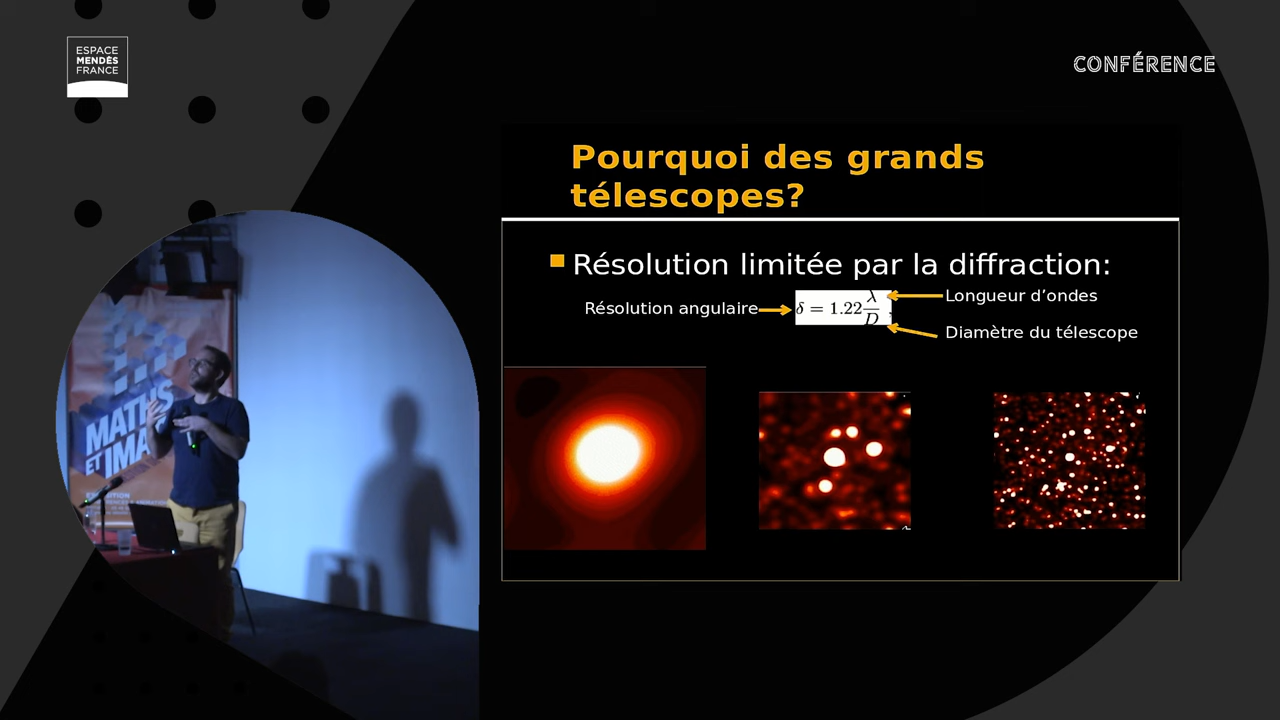 ESPACE
MENDÈS
FRANCE
CONFÉRENCE
Pourquoi des grands
télescopes?
Résolution limitée par la diffraction:
Résolution angulaire
δ = 1.22 λ/D
Longueur d’ondes
Diamètre du télescope
MATHS
ET IMA